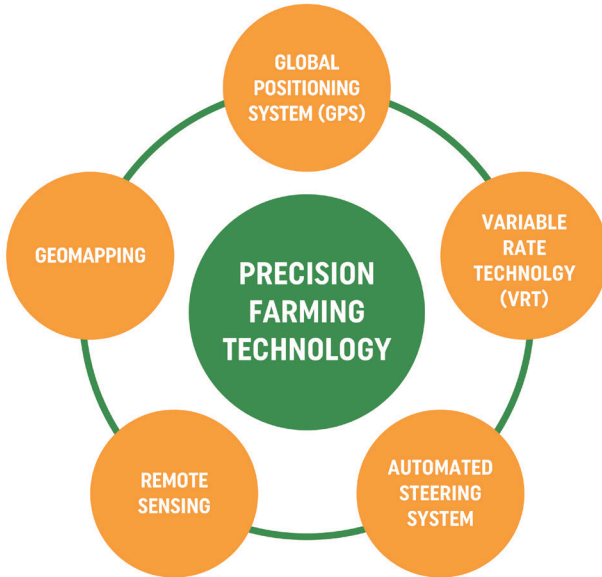 GLOBAL
POSITIONING
SYSTEM (GPS)
GEOMAPPING
VARIABLE
RATE
TECHNOLGY
(VRT)
PRECISION
FARMING
TECHNOLOGY
REMOTE
SENSING
AUTOMATED
STEERING
SYSTEM